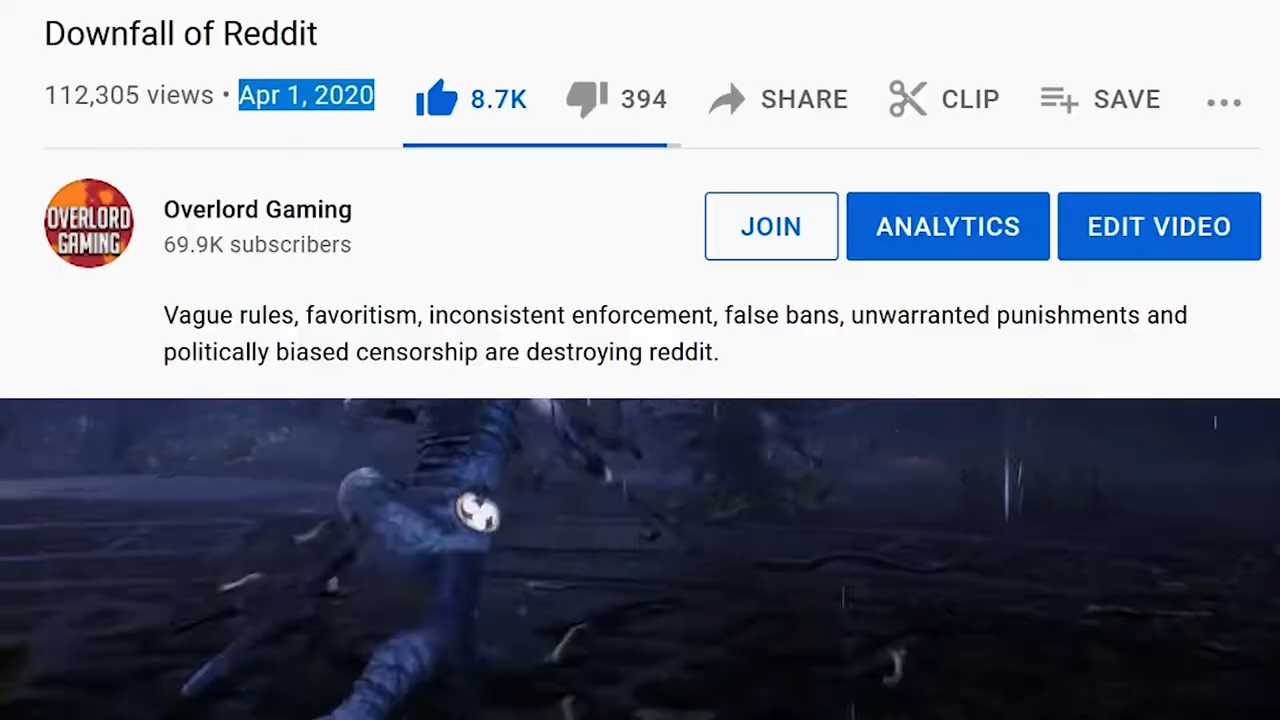 Downfall of Reddit
112,305 views • Apr 1, 2020 8.7K 394 SHARE CLIP SAVE
OVERLORD
GAMING
Overlord Gaming
69.9K subscribers
JOIN ANALYTICS EDIT VIDEO
Vague rules, favoritism, inconsistent enforcement, false bans, unwarranted punishments and
politically biased censorship are destroying reddit.